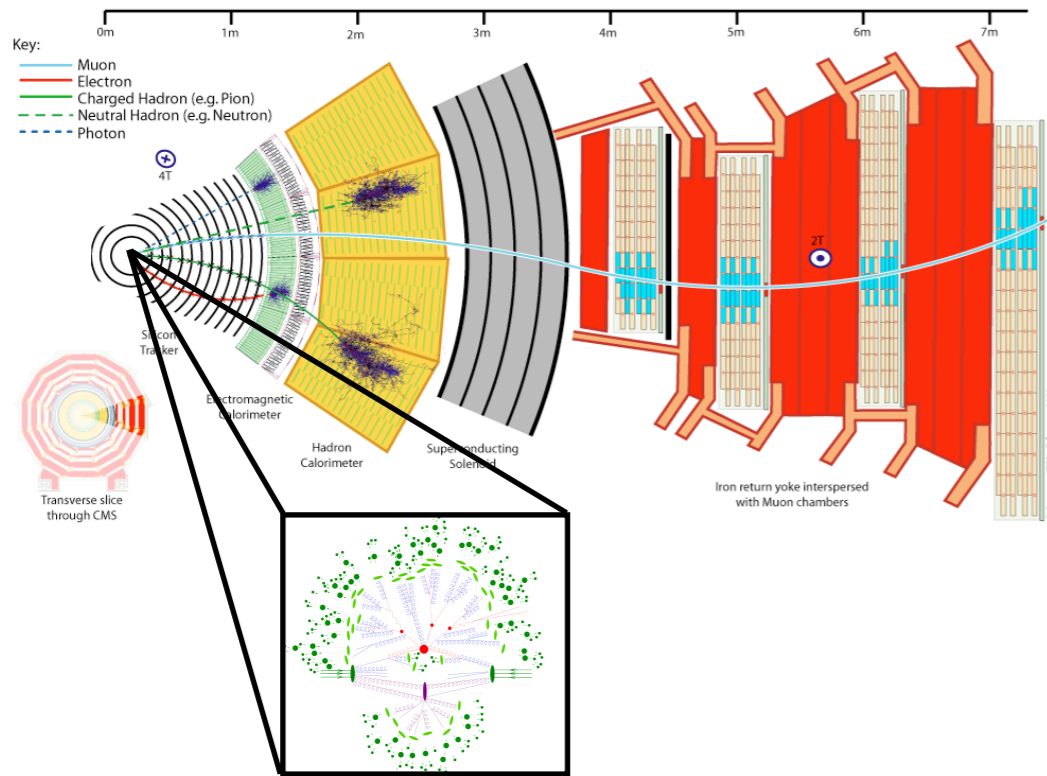 0m 1m 2m 3m 4m 5m 6m 7m
Key:
Muon
Electron
Charged Hadron (e.g. Pion)
Neutral Hadron (e.g. Neutron)
Photon
4T
2T
Silicon
Tracker
Electromagnetic
Calorimeter
Hadron
Calorimeter
Superconducting
Solenoid
Iron return yoke interspersed
with Muon chambers
Transverse slice
through CMS